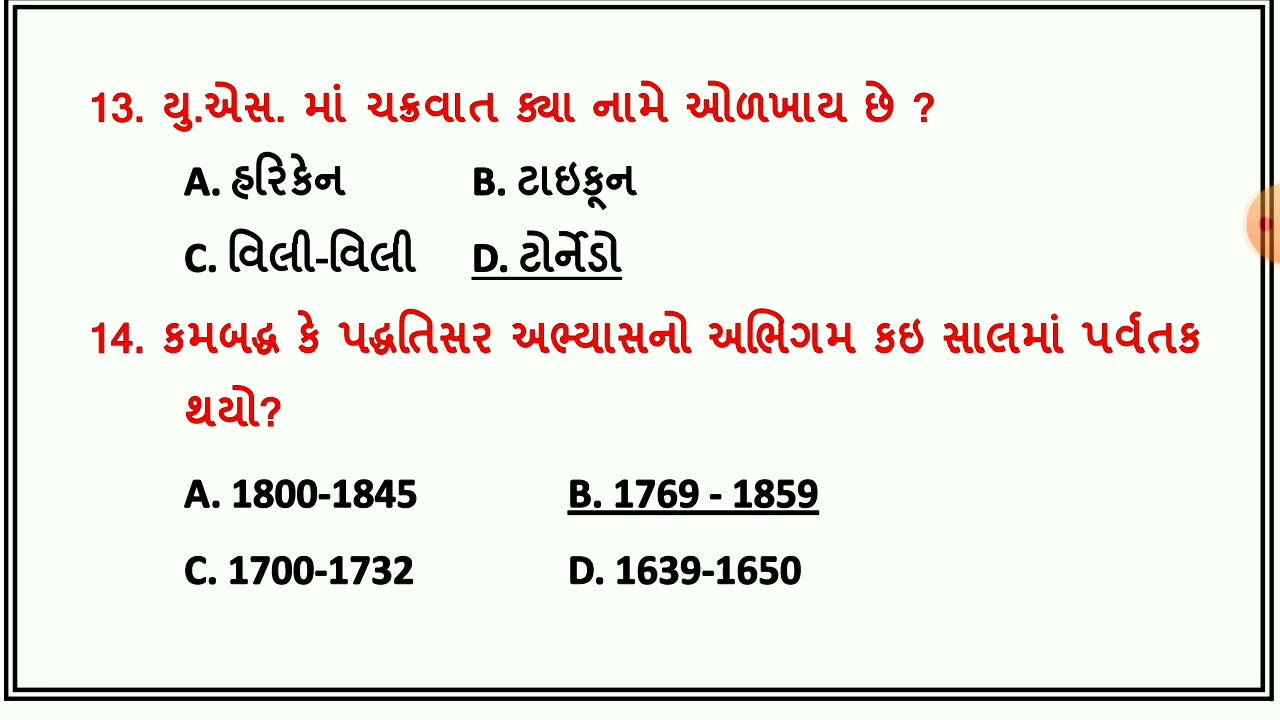 13. યુ.એસ. માં ચક્રવાત ક્યા નામે ઓળખાય છે ?
A. હરિકેન B. ટાઇફૂન
C. વિલી-વિલી D. ટોર્નેડો
14. કમબદ્ધ કે પદ્ધતિસર અભ્યાસનો અભિગમ કઇ સાલમાં પર્વતક
થયો?
A. 1800-1845 B. 1769 - 1859
C. 1700-1732 D. 1639-1650